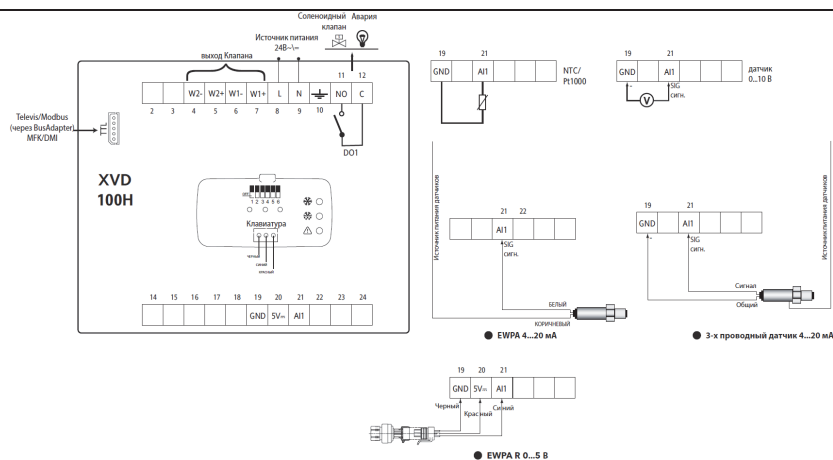 Соленоидный клапан
Авария
Источник питания
24В~\=
выход Клапана
11 12
W2- W2+ W1- W1+ L N NO C
2 3 4 5 6 7 8 9 10
DO1
Televis/Modbus
(через BusAdapter)
MFK/DMI
TTL
XVD
100H
1 2 3 4 5 6
Клавиатура
ЧЕРНЫЙ
СИНИЙ
КРАСНЫЙ
14 15 16 17 18 19 20 21 22 23 24
GND 5V= AI1
19 21
GND AI1
NTC/
Pt1000
19 21
GND AI1
датчик
0...10 В
- SIG
сигн.
V
Источник питания датчиков
21 22
AI1
SIG
сигн.
БЕЛЫЙ
КОРИЧНЕВЫЙ
EWPA 4...20 мА
19 21
GND AI1
- SIG
сигн.
Сигнал
Общий
Источник питания датчиков
3-х проводный датчик 4...20 мА
19 20 21
GND 5V= AI1
Черный Красный Синий
EWPA R 0...5 В